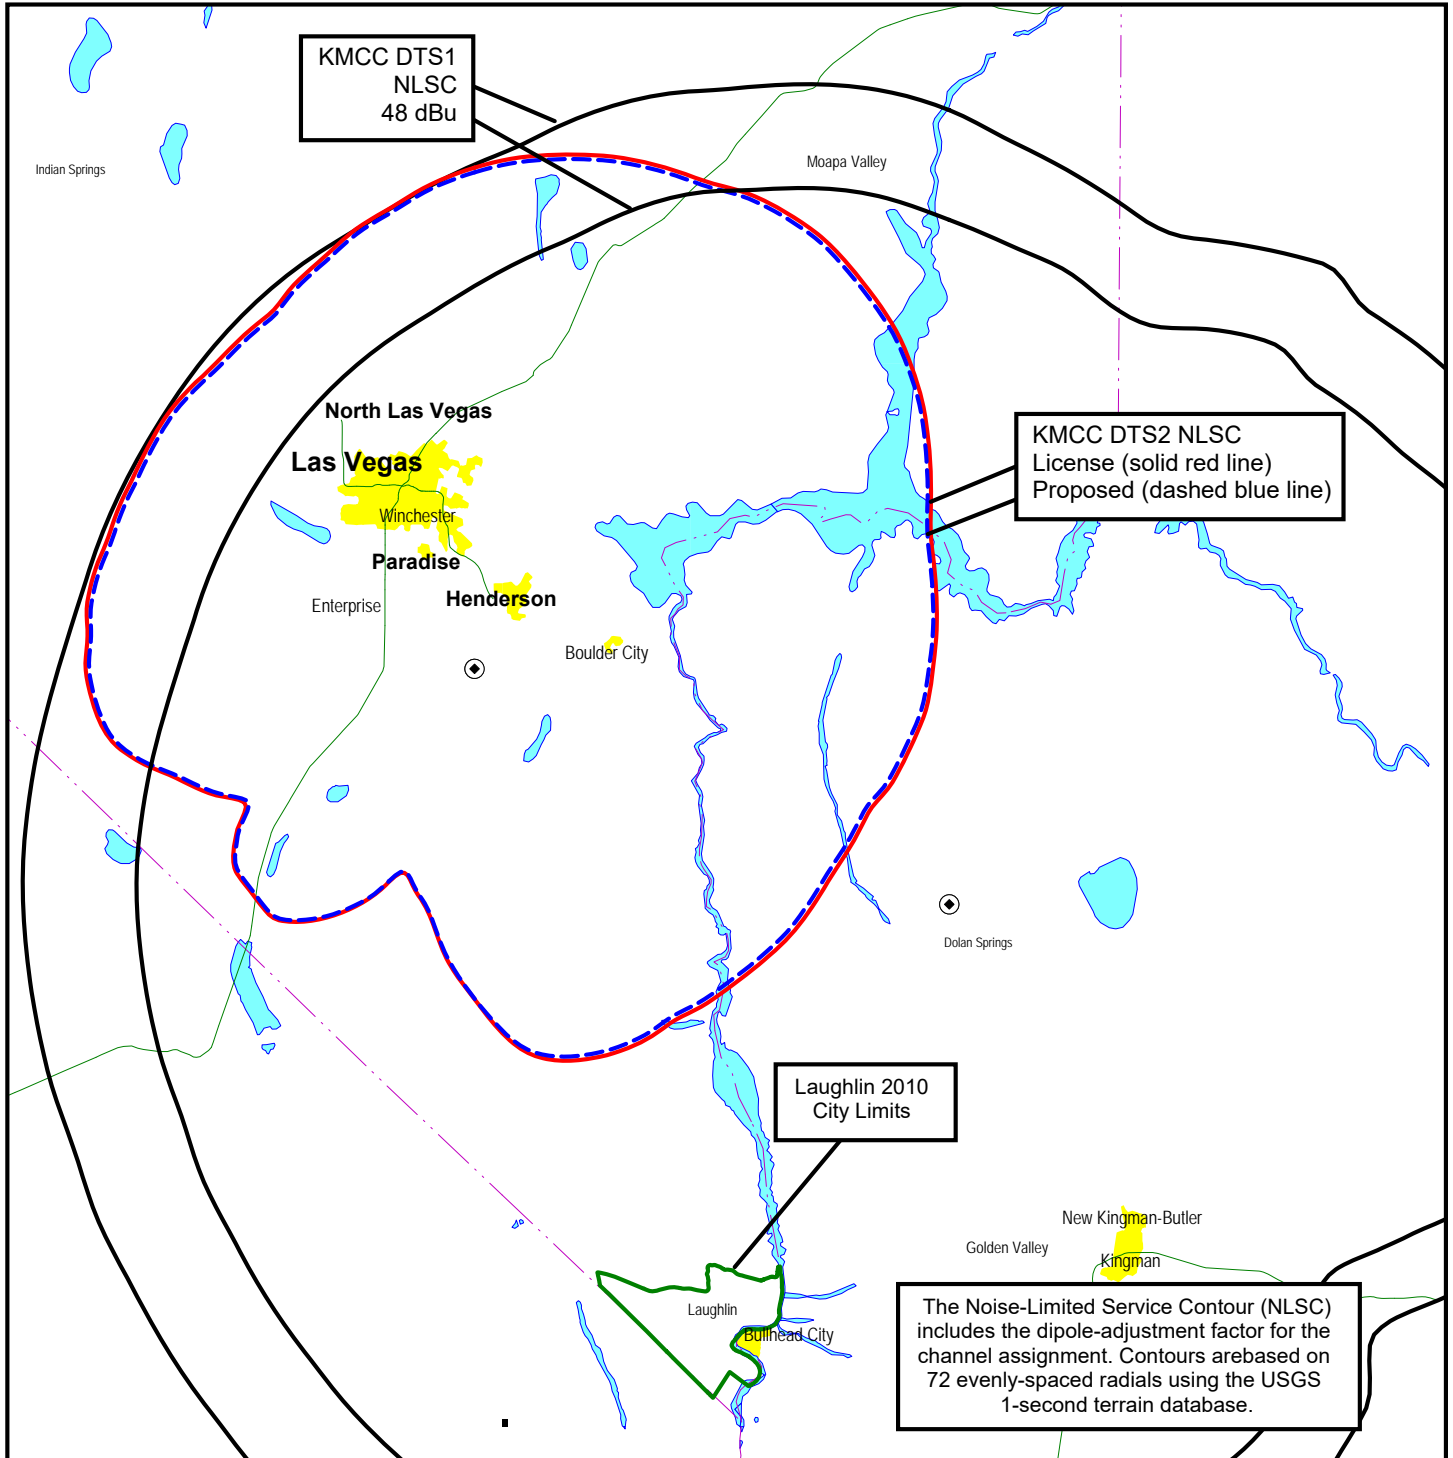 KMCC DTS1
NLSC
48 dBu
Indian Springs
Moapa Valley
North Las Vegas
KMCC DTS2 NLSC
License (solid red line)
Proposed (dashed blue line)
Las Vegas
Winchester
Paradise
Henderson
Enterprise
Boulder City
Dolan Springs
Laughlin 2010
City Limits
New Kingman-Butler
Golden Valley
Kingman
Laughlin
Bullhead City
The Noise-Limited Service Contour (NLSC)
includes the dipole-adjustment factor for the
channel assignment. Contours arebased on
72 evenly-spaced radials using the USGS
1-second terrain database.